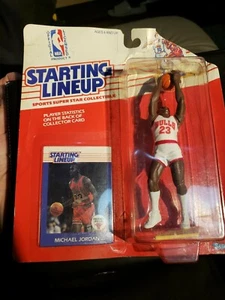 STARTING
LINEUP
SPORTS SUPER STAR COLLECTIBLES
PLAYER STATISTICS
ON THE BACK OF
COLLECTOR CARD
BULLS
23
STARTING
LINEUP
MICHAEL JORDAN